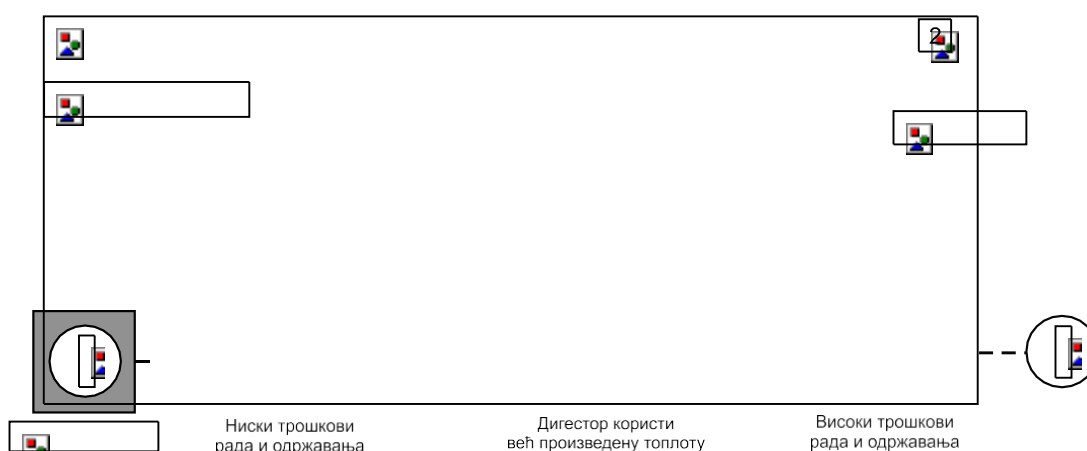 2
Ниски трошкови
рада и одржавања
Дигестор користи
већ произведену топлоту
Високи трошкови
рада и одржавања